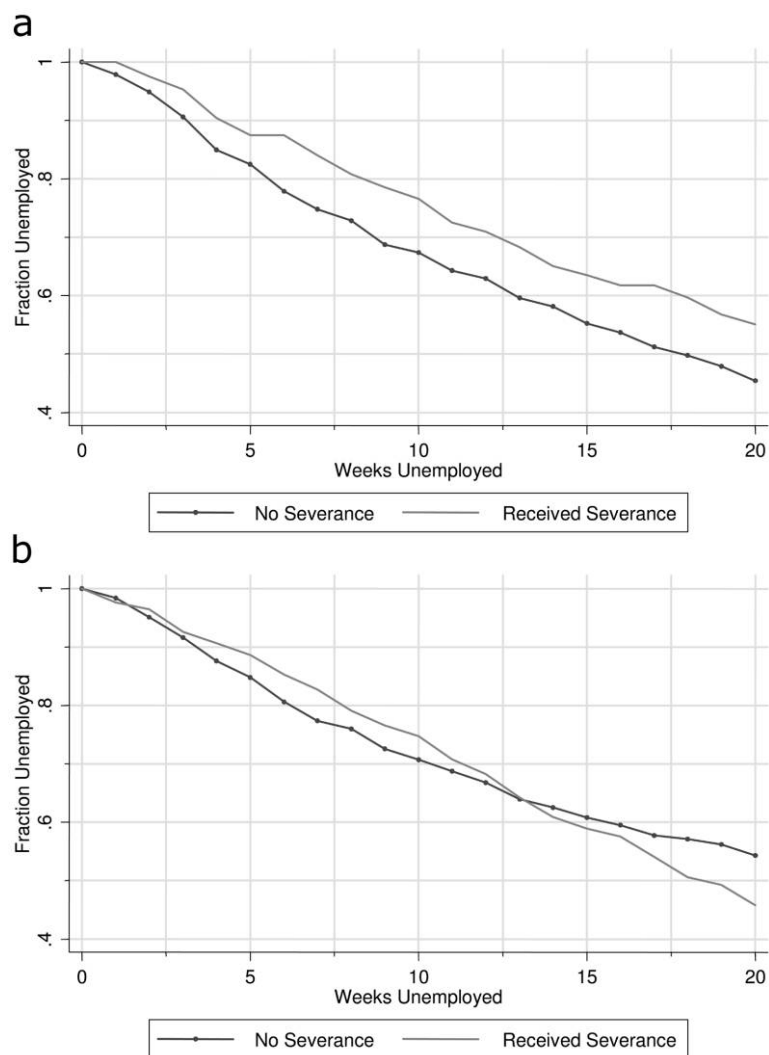 a
1
.8
.6
.4
Fraction Unemployed
0 5 10 15 20
Weeks Unemployed
No Severance Received Severance
b
1
.8
.6
.4
Fraction Unemployed
0 5 10 15 20
Weeks Unemployed
No Severance Received Severance